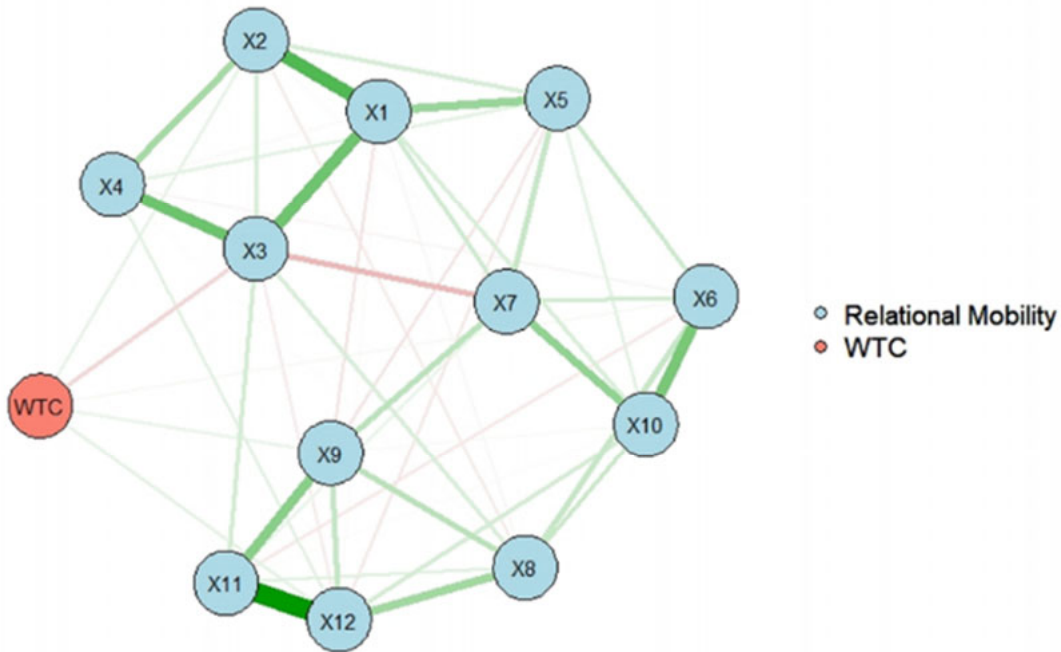 X2
X1
X5
X4
X3
X7
X6
Relational Mobility
WTC
WTC
X10
X9
X8
X11
X12